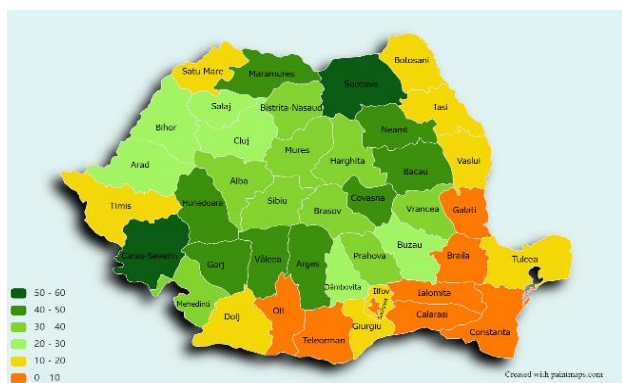 Satu Mare
Maramures
Suceava
Botosani
Salaj
Bistrita-Nasaud
Iasi
Bihor
Cluj
Neamt
Mures
Harghita
Vaslui
Arad
Bacau
Alba
Timis
Hunedoara
Sibiu
Brasov
Covasna
Vrancea
Galati
Caras-Severin
Gorj
Vâlcea
Arges
Prahova
Buzau
Braila
Tulcea
Dâmbovita
Mehedinti
Ilfov
Ialomita
Dolj
Olt
Giurgiu
Calarasi
Teleorman
Constanta
50 - 60
40 - 50
30 - 40
20 - 30
10 - 20
0 10
Created with paintmaps.com